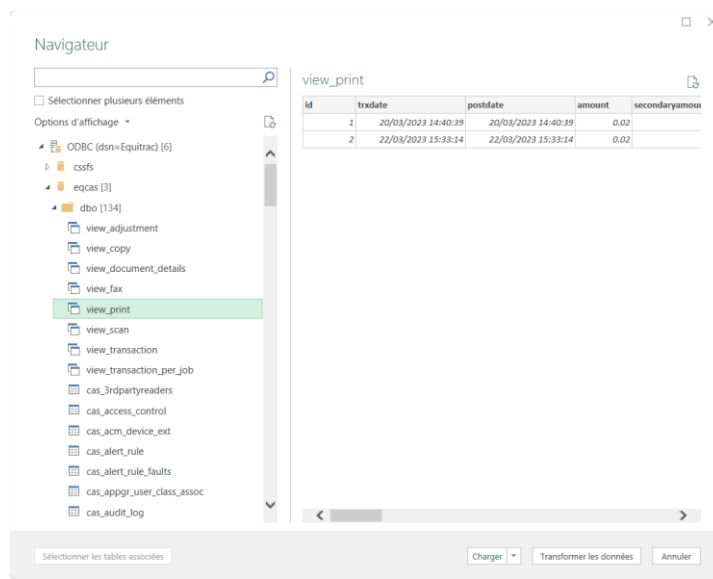 Navigateur
Sélectionner plusieurs éléments
Options d'affichage
ODBC (dsn=Equitrac) [6]
cssfs
eqcas [3]
dbo [134]
view_adjustment
view_copy
view_document_details
view_fax
view_print
view_scan
view_transaction
view_transaction_per_job
cas_3rdpartyreaders
cas_access_control
cas_acm_device_ext
cas_alert_rule
cas_alert_rule_faults
cas_appgr_user_class_assoc
cas_audit_log
view_print
id trxdate postdate amount secondaryamour
1 20/03/2023 14:40:39 20/03/2023 14:40:39 0.02
2 22/03/2023 15:33:14 22/03/2023 15:33:14 0.02
Sélectionner les tables associées Charger Transformer les données Annuler